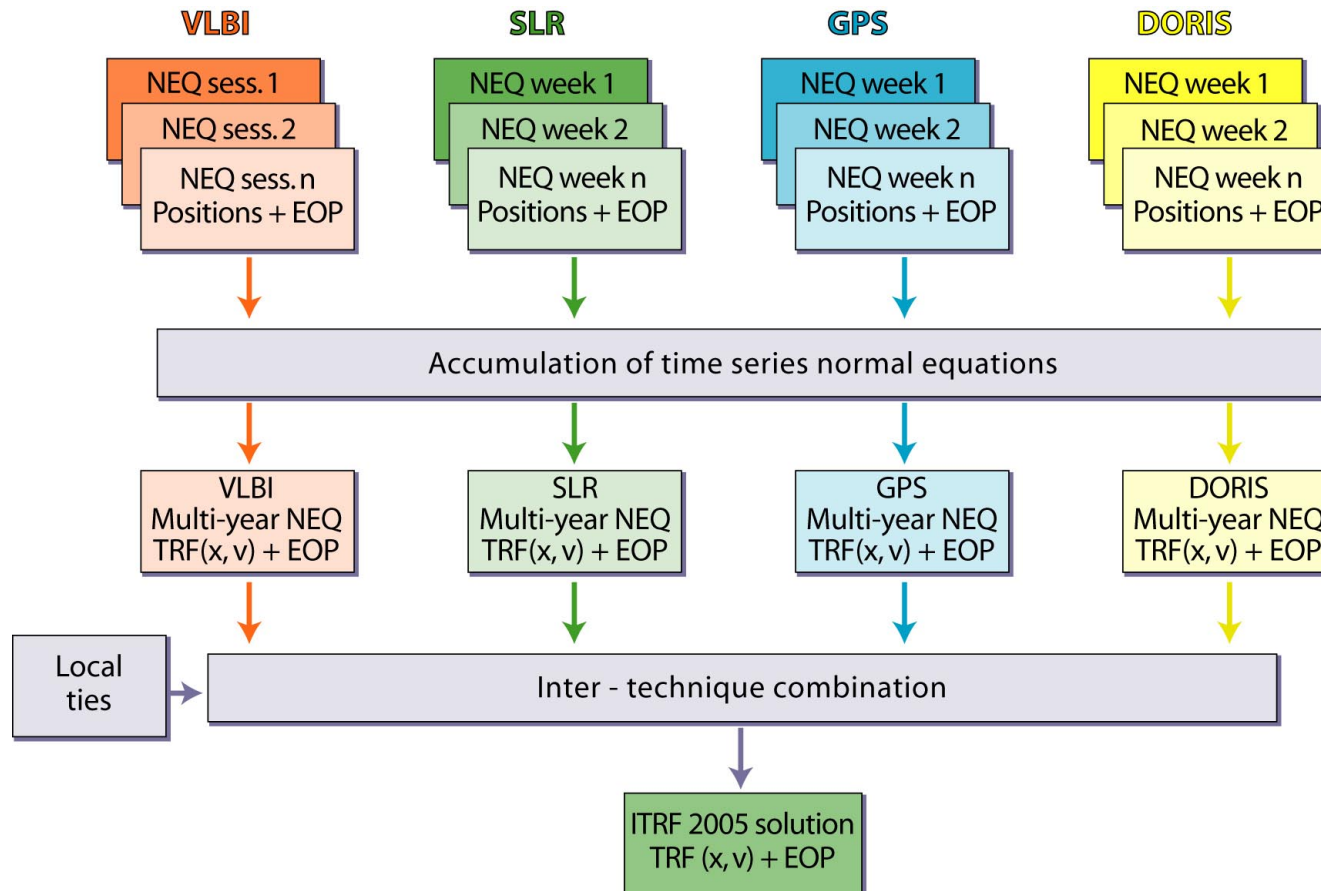 VLBI
SLR
GPS
DORIS
NEQ sess. 1
NEQ sess. 2
NEQ sess. n
Positions + EOP
NEQ week 1
NEQ week 2
NEQ week n
Positions + EOP
NEQ week 1
NEQ week 2
NEQ week n
Positions + EOP
NEQ week 1
NEQ week 2
NEQ week n
Positions + EOP
Accumulation of time series normal equations
VLBI
Multi-year NEQ
TRF(x, v) + EOP
SLR
Multi-year NEQ
TRF(x, v) + EOP
GPS
Multi-year NEQ
TRF(x, v) + EOP
DORIS
Multi-year NEQ
TRF(x, v) + EOP
Local
ties
Inter - technique combination
ITRF 2005 solution
TRF (x, v) + EOP